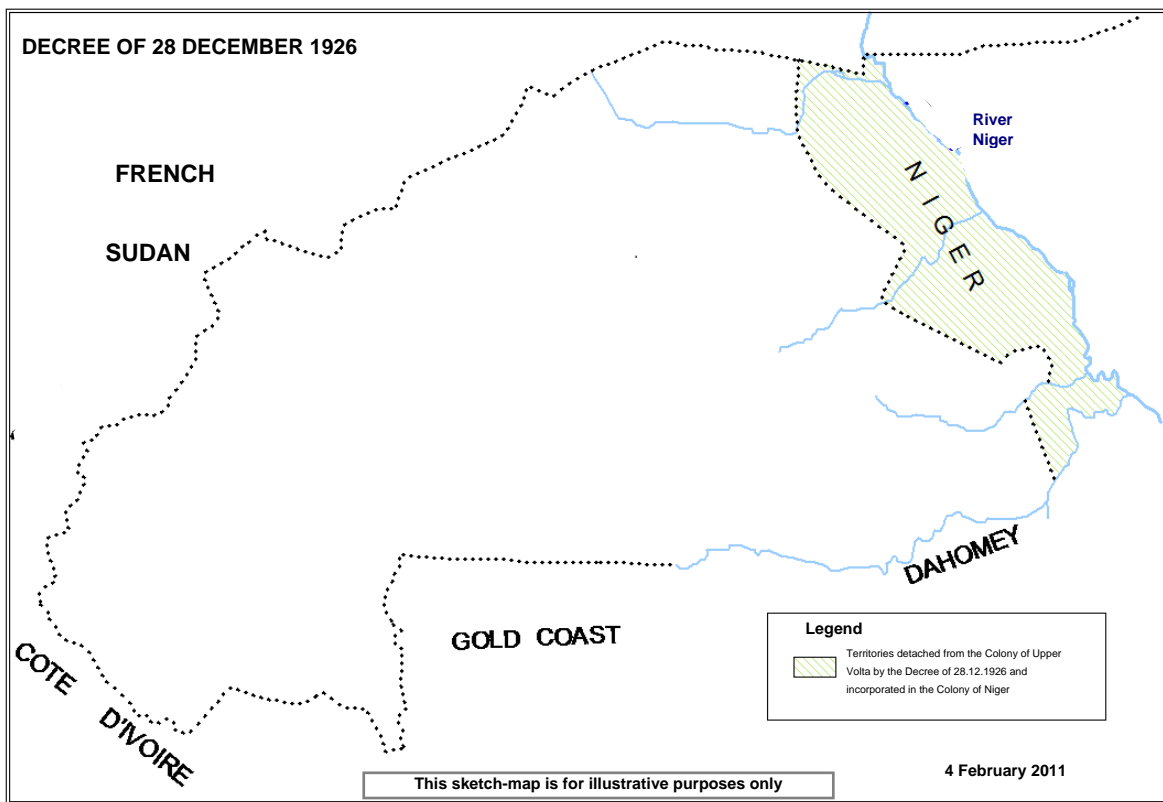 DECREE OF 28 DECEMBER 1926
FRENCH
SUDAN
River
Niger
NIGER
DAHOMEY
GOLD COAST
COTE D'IVOIRE
Legend
Territories detached from the Colony of Upper
Volta by the Decree of 28.12.1926 and
incorporated in the Colony of Niger
4 February 2011
This sketch-map is for illustrative purposes only